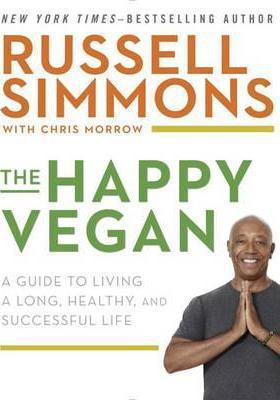 NEW YORK TIMES–BESTSELLING AUTHOR
RUSSELL
SIMMONS
WITH CHRIS MORROW
THE HAPPY
VEGAN
A GUIDE TO LIVING
A LONG, HEALTHY, AND
SUCCESSFUL LIFE